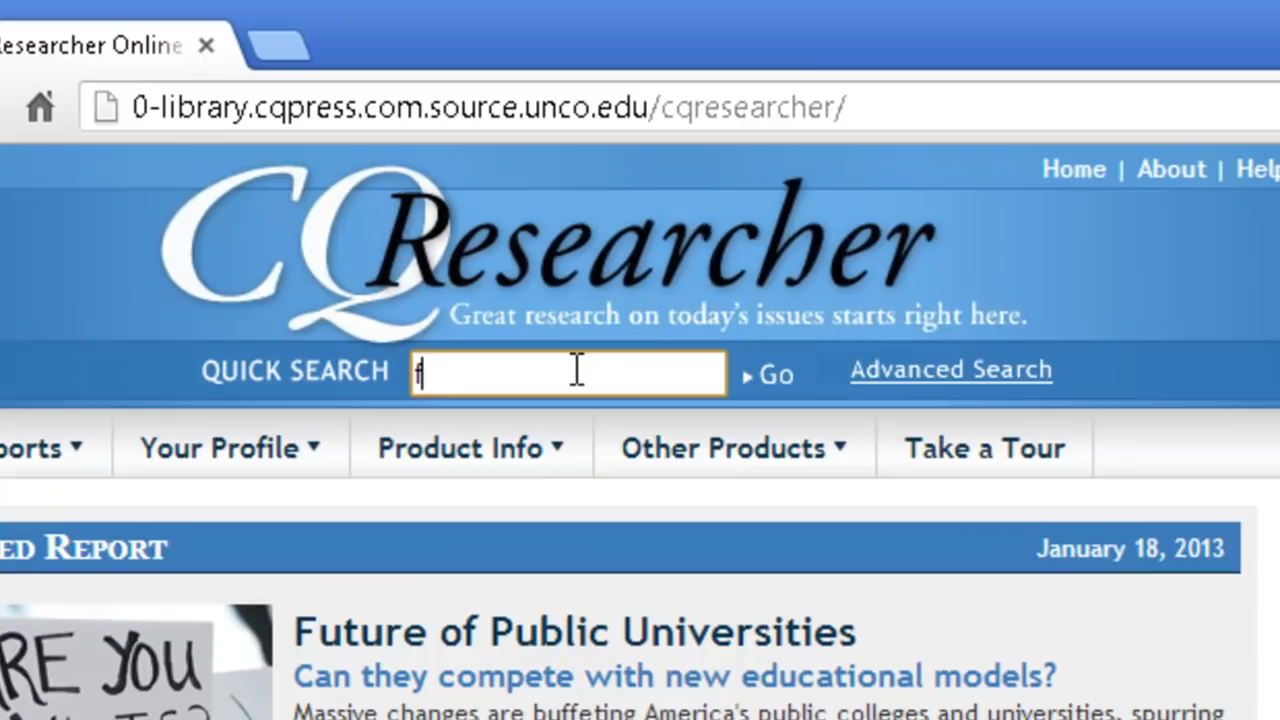 Researcher Online
0-library.cqpress.com.source.unco.edu/cqresearcher/
Home | About | Help
CQResearcher
Great research on today's issues starts right here.
QUICK SEARCH f Go Advanced Search
ports Your Profile Product Info Other Products Take a Tour
ED REPORT January 18, 2013
RE YOU
Future of Public Universities
Can they compete with new educational models?
Massive changes are buffeting America's public colleges and universities, spurring